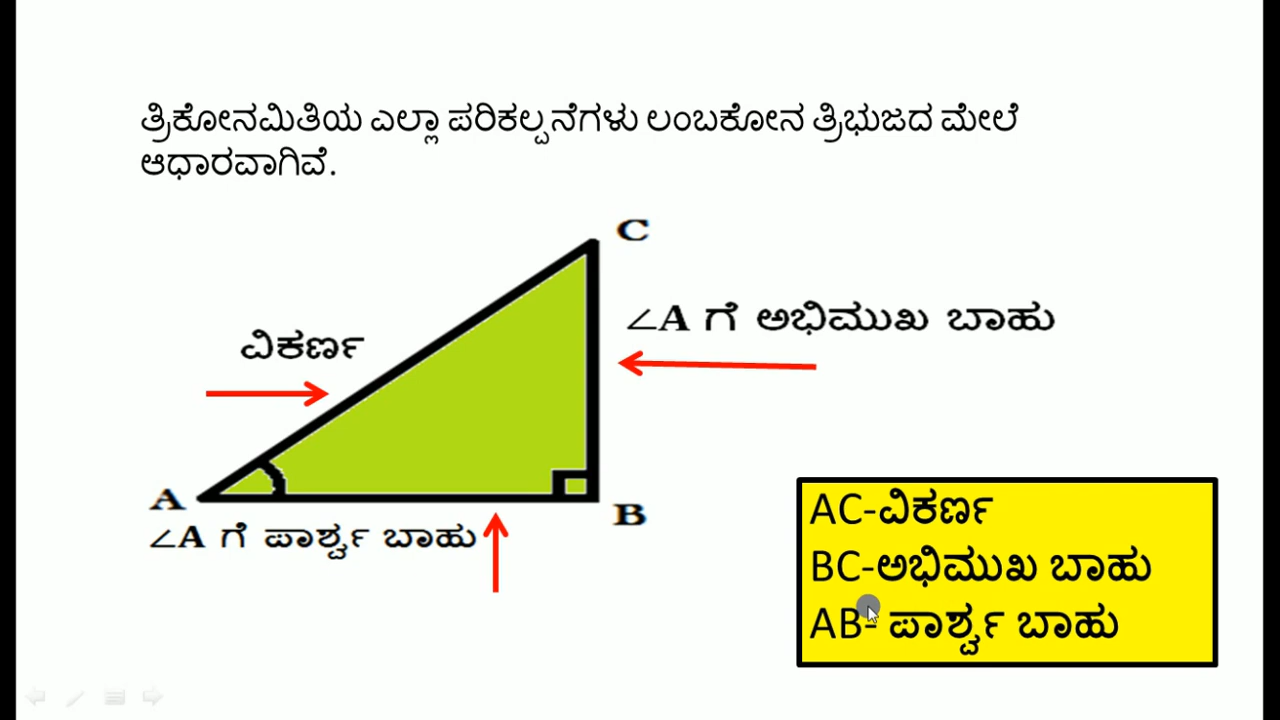 ತ್ರಿಕೋನಮಿತಿಯ ಎಲ್ಲಾ ಪರಿಕಲ್ಪನೆಗಳು ಲಂಬಕೋನ ತ್ರಿಭುಜದ ಮೇಲೆ
ಆಧಾರವಾಗಿವೆ.
C
∠A ಗೆ ಅಭಿಮುಖ ಬಾಹು
ವಿಕರ್ಣ
A
B
∠A ಗೆ ಪಾರ್ಶ್ವ ಬಾಹು
AC-ವಿಕರ್ಣ
BC-ಅಭಿಮುಖ ಬಾಹು
AB- ಪಾರ್ಶ್ವ ಬಾಹು